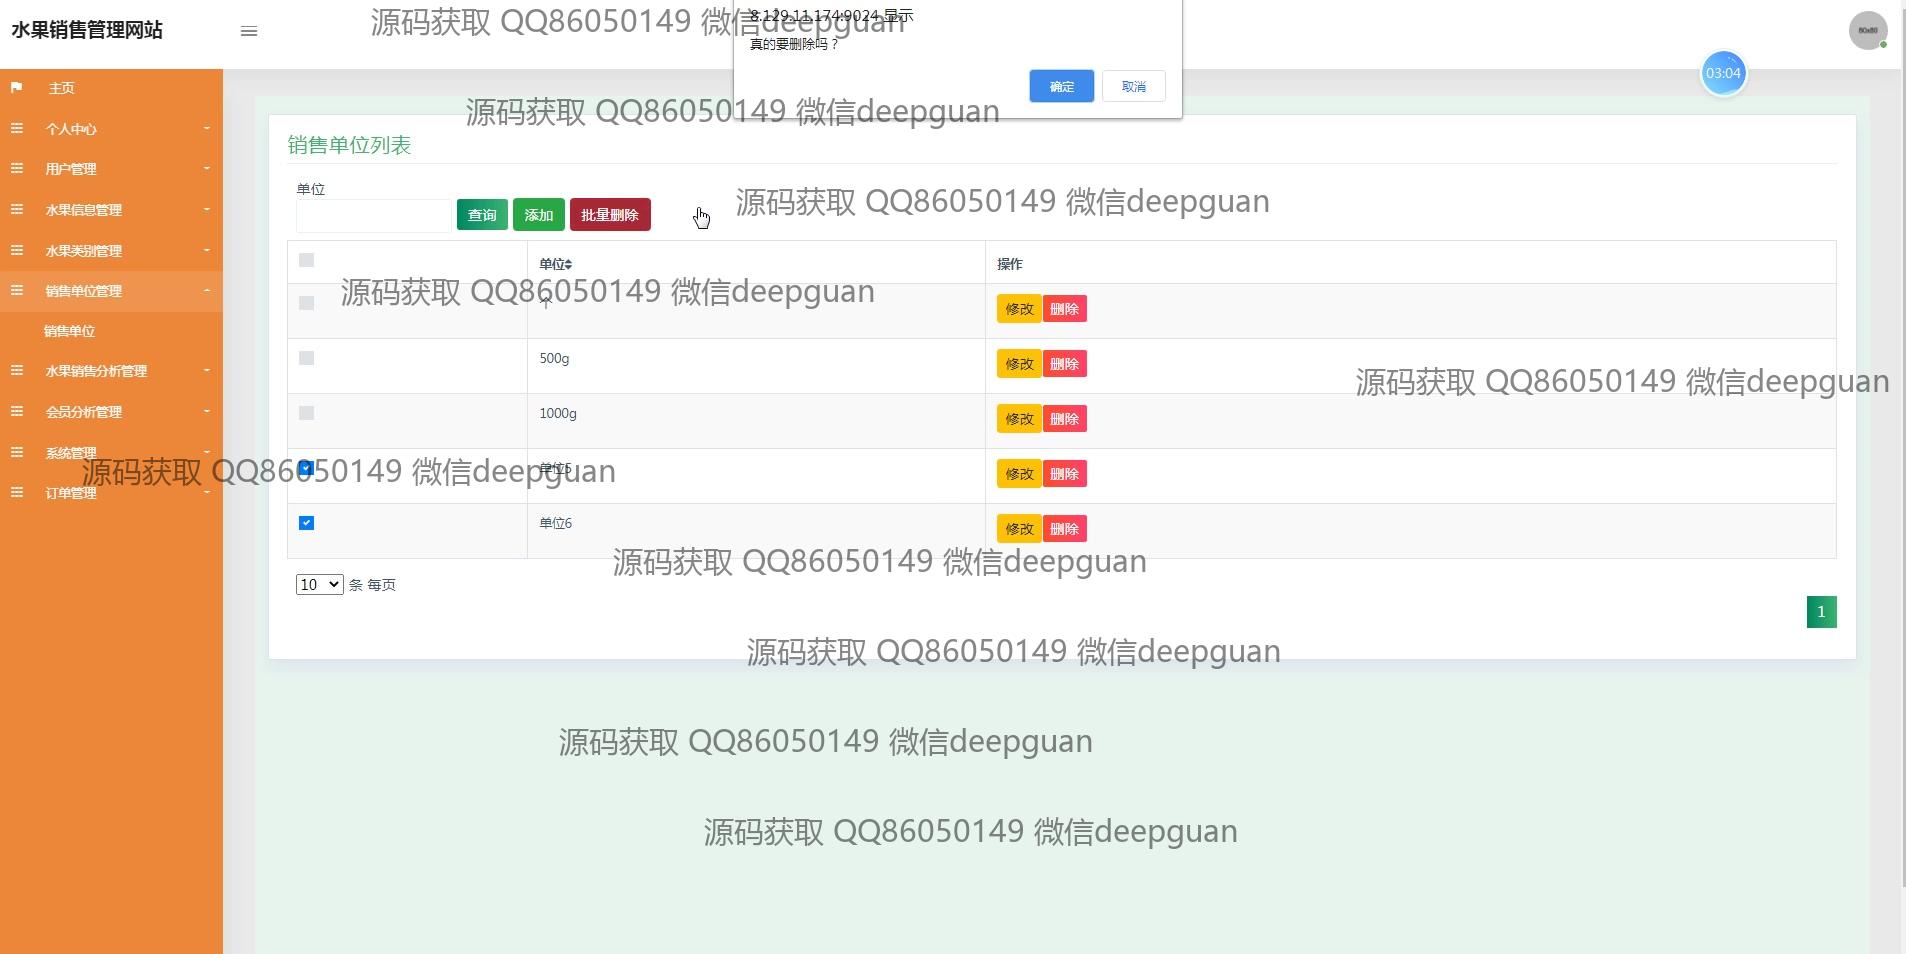 水果销售管理网站
8.129.11.174:9024 显示
真的要删除吗？
确定 取消
80x80
03:04
主页
个人中心
用户管理
水果信息管理
水果类别管理
销售单位管理
销售单位
水果销售分析管理
会员分析管理
系统管理
订单管理
销售单位列表
单位
查询 添加 批量删除
单位 操作
个 修改 删除
500g 修改 删除
1000g 修改 删除
单位5 修改 删除
单位6 修改 删除
10 条 每页
1
源码获取 QQ86050149 微信deepguan
源码获取 QQ86050149 微信deepguan
源码获取 QQ86050149 微信deepguan
源码获取 QQ86050149 微信deepguan
源码获取 QQ86050149 微信deepguan
源码获取 QQ86050149 微信deepguan
源码获取 QQ86050149 微信deepguan
源码获取 QQ86050149 微信deepguan
源码获取 QQ86050149 微信deepguan
源码获取 QQ86050149 微信deepguan